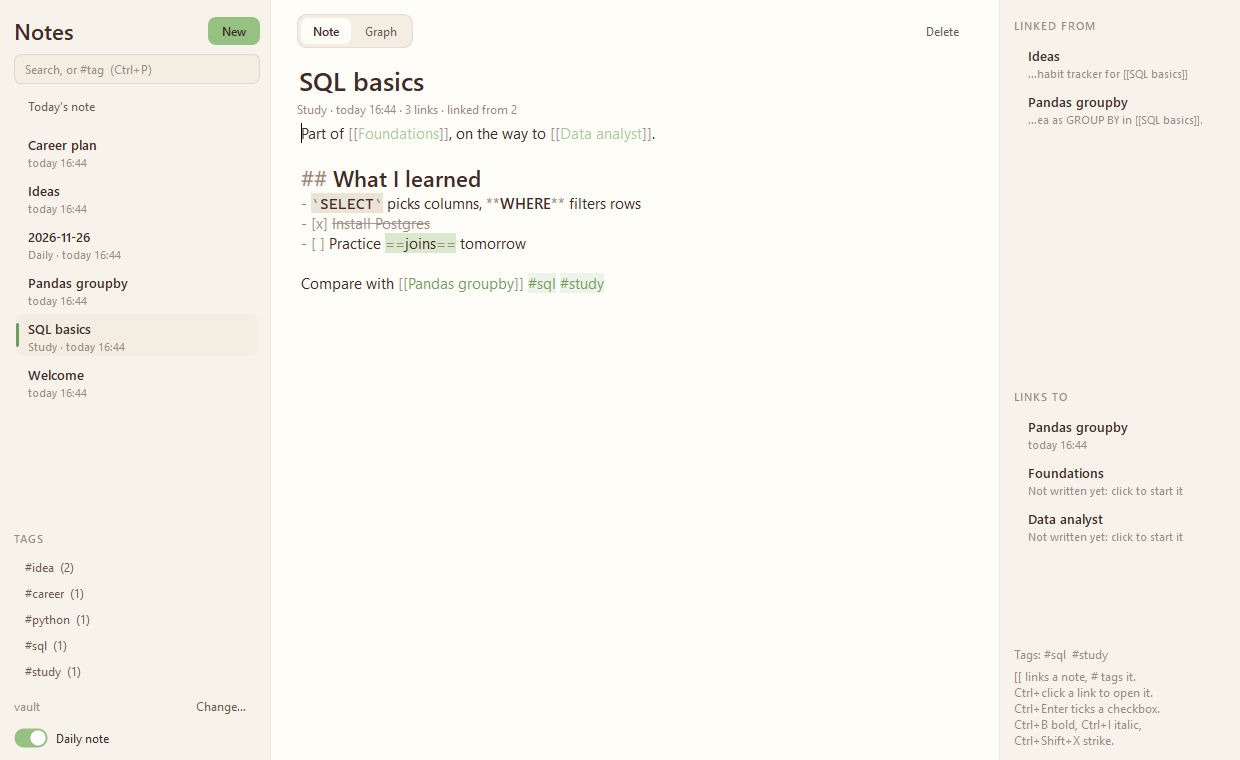 Notes
New
Search, or #tag (Ctrl+P)
Today's note
Career plan
today 16:44
Ideas
today 16:44
2026-11-26
Daily · today 16:44
Pandas groupby
today 16:44
SQL basics
Study · today 16:44
Welcome
today 16:44
TAGS
#idea (2)
#career (1)
#python (1)
#sql (1)
#study (1)
vault Change...
Daily note
Note Graph Delete
SQL basics
Study · today 16:44 · 3 links · linked from 2
Part of [[Foundations]], on the way to [[Data analyst]].
## What I learned
- `SELECT` picks columns, **WHERE** filters rows
- [x] Install Postgres
- [ ] Practice ==joins== tomorrow
Compare with [[Pandas groupby]] #sql #study
LINKED FROM
Ideas
...habit tracker for [[SQL basics]]
Pandas groupby
...ea as GROUP BY in [[SQL basics]].
LINKS TO
Pandas groupby
today 16:44
Foundations
Not written yet: click to start it
Data analyst
Not written yet: click to start it
Tags: #sql #study
[[ links a note, # tags it.
Ctrl+click a link to open it.
Ctrl+Enter ticks a checkbox.
Ctrl+B bold, Ctrl+I italic,
Ctrl+Shift+X strike.